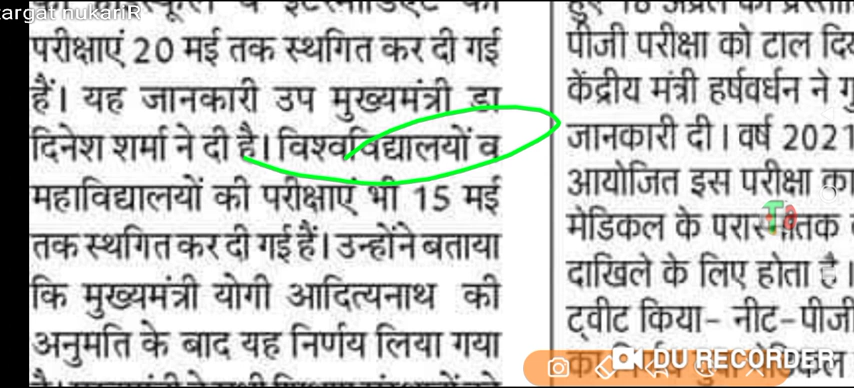 targat nukanR
परीक्षाएं 20 मई तक स्थगित कर दी गई
हैं। यह जानकारी उप मुख्यमंत्री डा
दिनेश शर्मा ने दी है। विश्वविद्यालयों व
महाविद्यालयों की परीक्षाएं भी 15 मई
तक स्थगित कर दी गई हैं। उन्होंने बताया
कि मुख्यमंत्री योगी आदित्यनाथ की
अनुमति के बाद यह निर्णय लिया गया
पीजी परीक्षा को टाल
केंद्रीय मंत्री हर्षवर्धन ने
जानकारी दी। वर्ष 2021
आयोजित इस परीक्षा
मेडिकल के
दाखिले के लिए होता है।
ट्वीट किया- नीट-पीजी
DU RECORDER